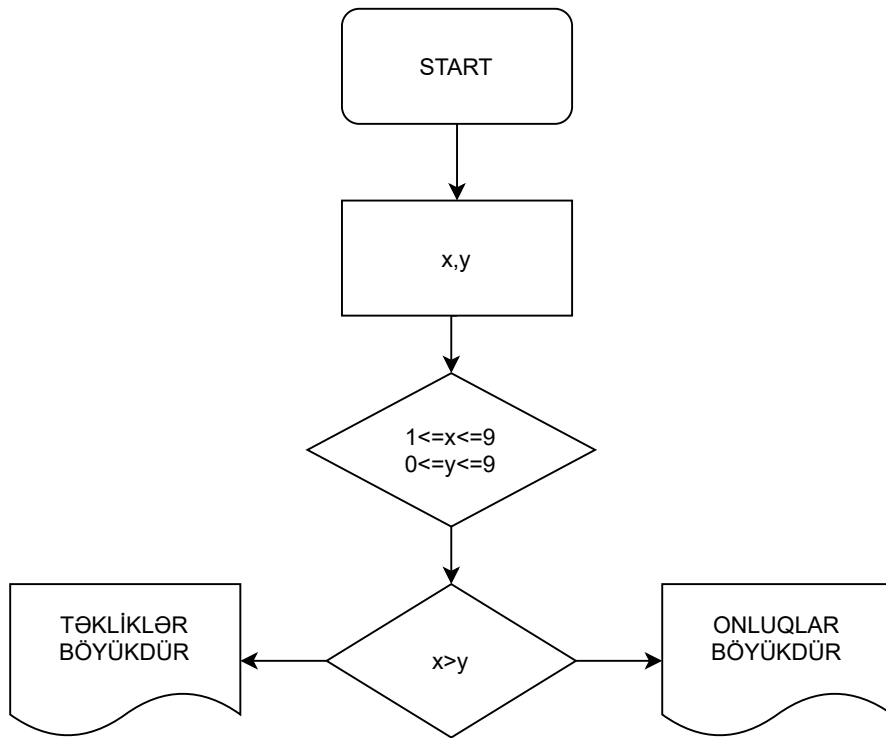 START
x,y
1<=x<=9
0<=y<=9
TƏKLİKLƏR
BÖYÜKDÜR
x>y
ONLUQLAR
BÖYÜKDÜR